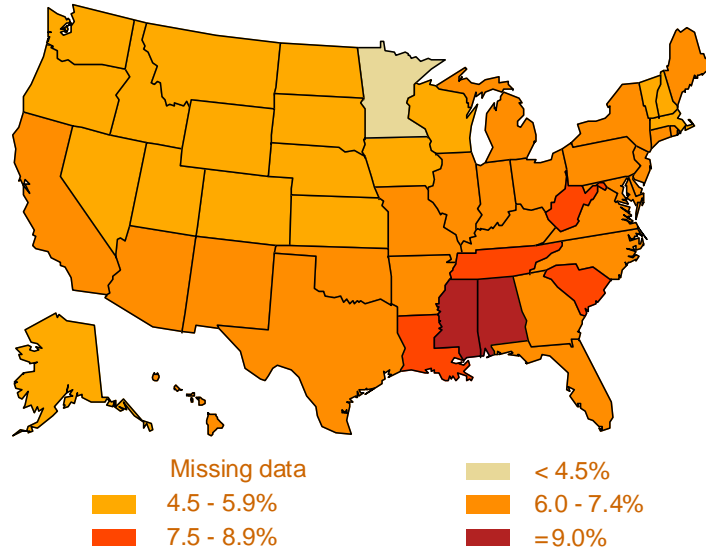 Missing data
< 4.5%
4.5 - 5.9%
6.0 - 7.4%
7.5 - 8.9%
=9.0%